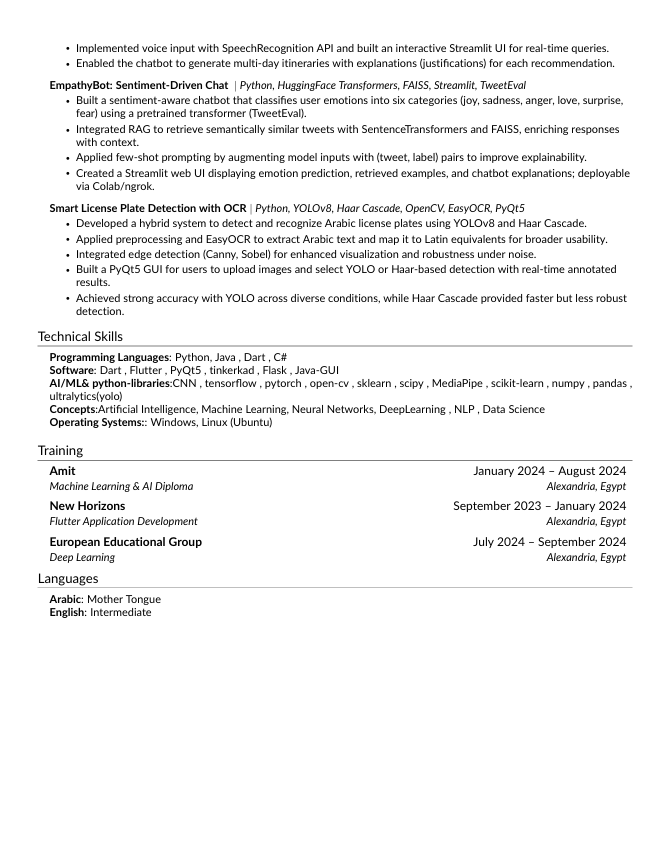 • Implemented voice input with SpeechRecognition API and built an interactive Streamlit UI for real-time queries.
• Enabled the chatbot to generate multi-day itineraries with explanations (justifications) for each recommendation.
EmpathyBot: Sentiment-Driven Chat | Python, HuggingFace Transformers, FAISS, Streamlit, TweetEval
• Built a sentiment-aware chatbot that classifies user emotions into six categories (joy, sadness, anger, love, surprise,
fear) using a pretrained transformer (TweetEval).
• Integrated RAG to retrieve semantically similar tweets with SentenceTransformers and FAISS, enriching responses
with context.
• Applied few-shot prompting by augmenting model inputs with (tweet, label) pairs to improve explainability.
• Created a Streamlit web UI displaying emotion prediction, retrieved examples, and chatbot explanations; deployable
via Colab/ngrok.
Smart License Plate Detection with OCR | Python, YOLOv8, Haar Cascade, OpenCV, EasyOCR, PyQt5
• Developed a hybrid system to detect and recognize Arabic license plates using YOLOv8 and Haar Cascade.
• Applied preprocessing and EasyOCR to extract Arabic text and map it to Latin equivalents for broader usability.
• Integrated edge detection (Canny, Sobel) for enhanced visualization and robustness under noise.
• Built a PyQt5 GUI for users to upload images and select YOLO or Haar-based detection with real-time annotated
results.
• Achieved strong accuracy with YOLO across diverse conditions, while Haar Cascade provided faster but less robust
detection.
Technical Skills
Programming Languages: Python, Java , Dart , C#
Software: Dart , Flutter , PyQt5 , tinkerkad , Flask , Java-GUI
AI/ML& python-libraries:CNN , tensorflow , pytorch , open-cv , sklearn , scipy , MediaPipe , scikit-learn , numpy , pandas ,
ultralytics(yolo)
Concepts:Artificial Intelligence, Machine Learning, Neural Networks, DeepLearning , NLP , Data Science
Operating Systems:: Windows, Linux (Ubuntu)
Training
Amit January 2024 – August 2024
Machine Learning & AI Diploma Alexandria, Egypt
New Horizons September 2023 – January 2024
Flutter Application Development Alexandria, Egypt
European Educational Group July 2024 – September 2024
Deep Learning Alexandria, Egypt
Languages
Arabic: Mother Tongue
English: Intermediate